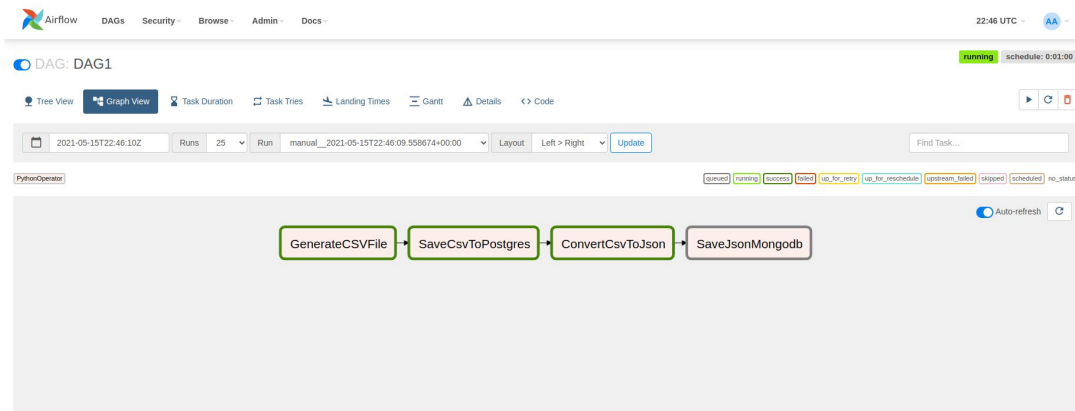 Airflow DAGs Security Browse Admin Docs 22:46 UTC AA
DAG: DAG1 running schedule: 0:01:00
Tree View Graph View Task Duration Task Tries Landing Times Gantt Details <> Code
2021-05-15T22:46:10Z Runs 25 Run manual__2021-05-15T22:46:09.558674+00:00 Layout Left > Right Update Find Task...
PythonOperator queued running success failed up_for_retry up_for_reschedule upstream_failed skipped scheduled no_status
Auto-refresh
GenerateCSVFile SaveCsvToPostgres ConvertCsvToJson SaveJsonMongodb